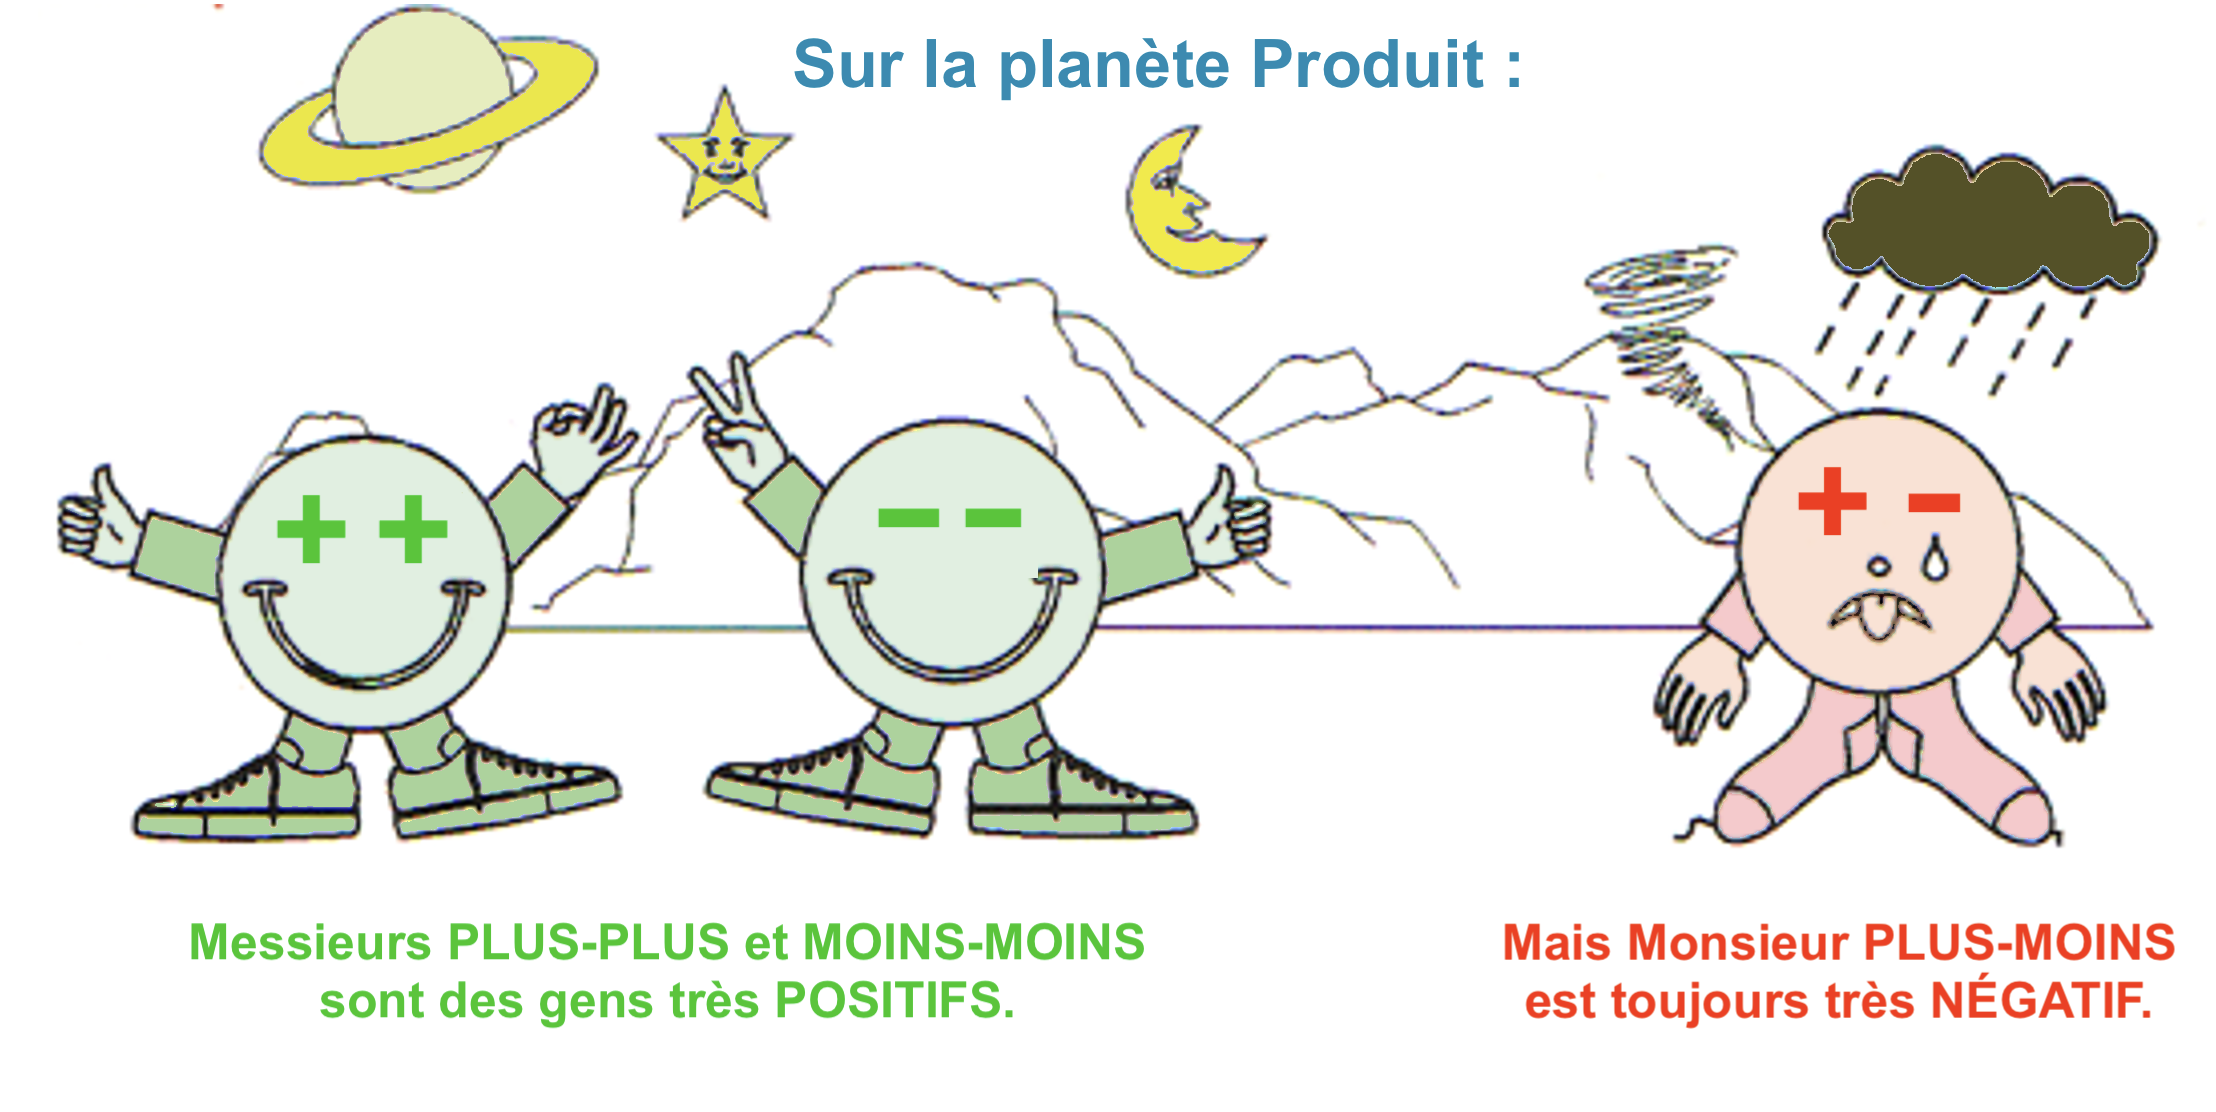 Sur la planète Produit :
+ +
− −
+ −
Messieurs PLUS-PLUS et MOINS-MOINS
sont des gens très POSITIFS.
Mais Monsieur PLUS-MOINS
est toujours très NÉGATIF.